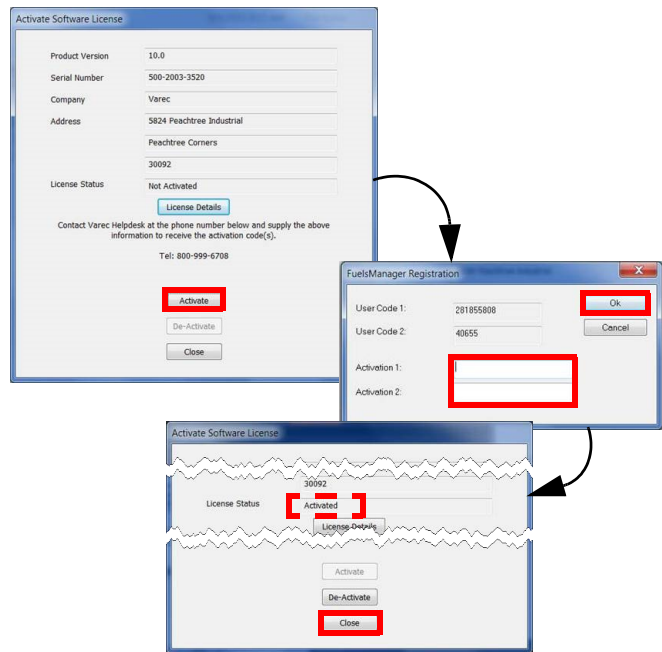 Activate Software License
Product Version 10.0
Serial Number 500-2003-3520
Company Varec
Address 5824 Peachtree Industrial
Peachtree Corners
30092
License Status Not Activated
License Details
Contact Varec Helpdesk at the phone number below and supply the above
information to receive the activation code(s).
Tel: 800-999-6708
Activate
De-Activate
Close
FuelsManager Registration
User Code 1: 281855808
Ok
User Code 2: 40655
Cancel
Activation 1:
Activation 2:
Activate Software License
30092
License Status Activated
License Details
Activate
De-Activate
Close